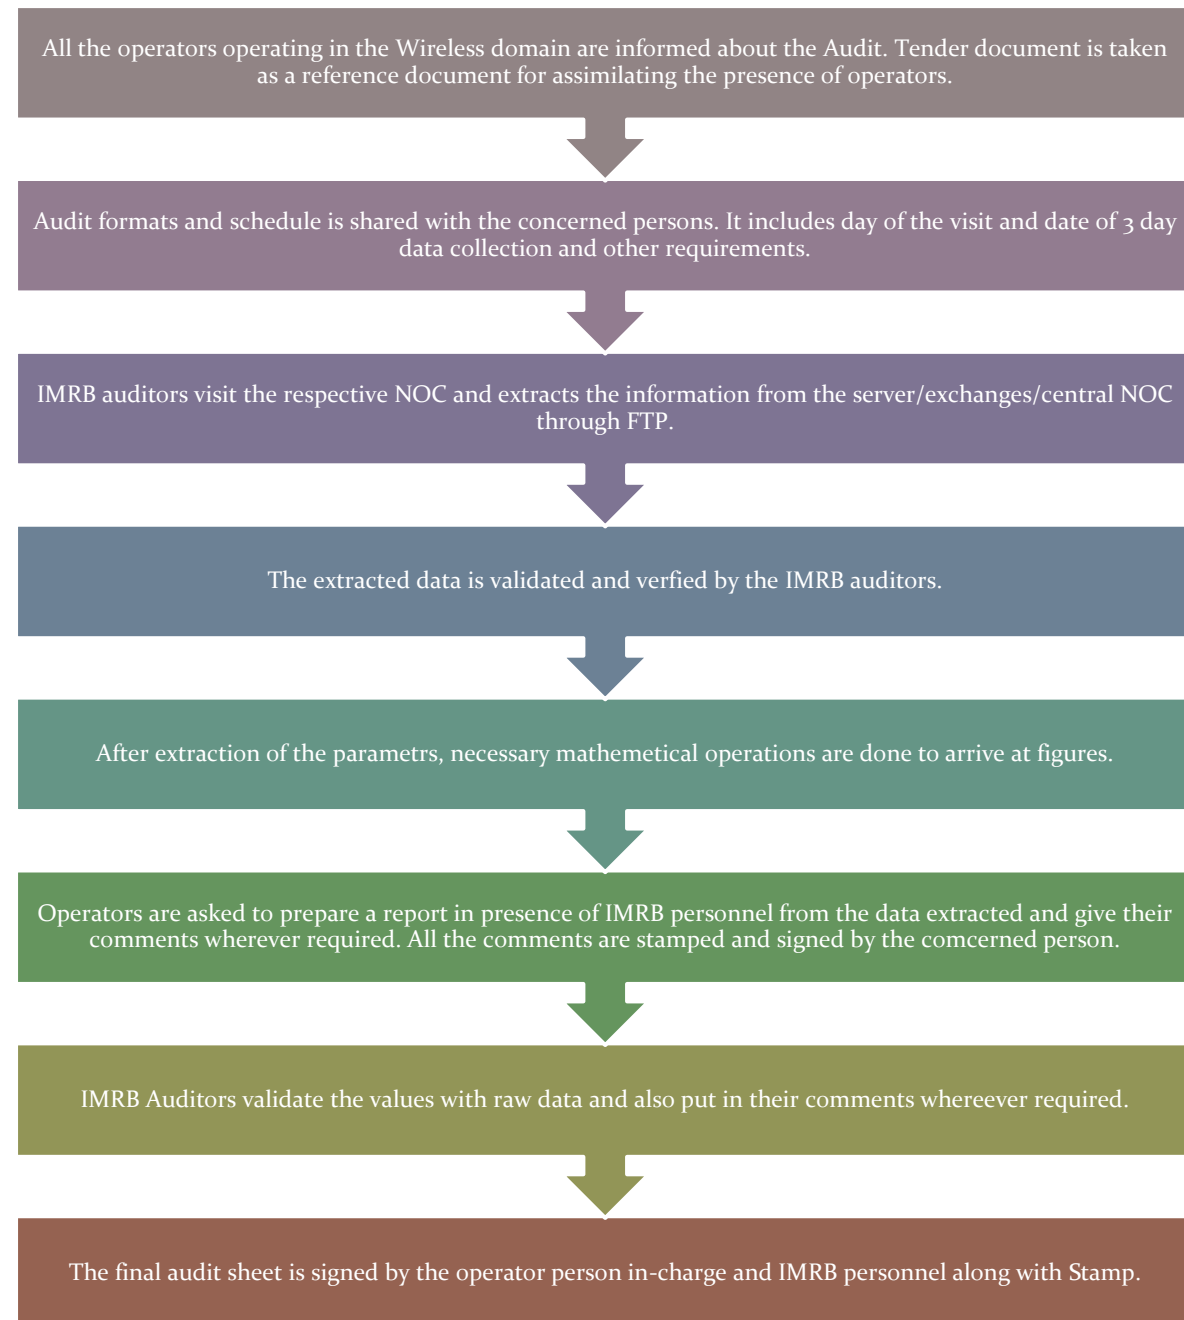 All the operators operating in the Wireless domain are informed about the Audit. Tender document is taken
as a reference document for assimilating the presence of operators.
Audit formats and schedule is shared with the concerned persons. It includes day of the visit and date of 3 day
data collection and other requirements.
IMRB auditors visit the respective NOC and extracts the information from the server/exchanges/central NOC
through FTP.
The extracted data is validated and verfied by the IMRB auditors.
After extraction of the parametrs, necessary mathemetical operations are done to arrive at figures.
Operators are asked to prepare a report in presence of IMRB personnel from the data extracted and give their
comments wherever required. All the comments are stamped and signed by the comcerned person.
IMRB Auditors validate the values with raw data and also put in their comments whereever required.
The final audit sheet is signed by the operator person in-charge and IMRB personnel along with Stamp.